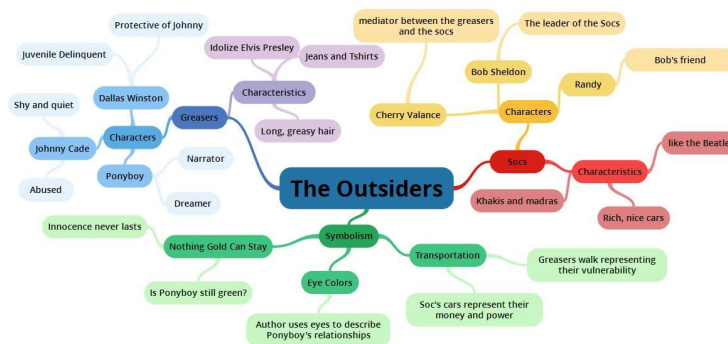 The Outsiders
Greasers
Characters
Dallas Winston
Protective of Johnny
Juvenile Delinquent
Johnny Cade
Shy and quiet
Abused
Ponyboy
Narrator
Dreamer
Characteristics
Idolize Elvis Presley
Jeans and Tshirts
Long, greasy hair
Socs
Characters
Cherry Valance
mediator between the greasers
and the socs
Bob Sheldon
The leader of the Socs
Randy
Bob's friend
Characteristics
like the Beatle
Khakis and madras
Rich, nice cars
Symbolism
Nothing Gold Can Stay
Innocence never lasts
Is Ponyboy still green?
Eye Colors
Author uses eyes to describe
Ponyboy's relationships
Transportation
Greasers walk representing
their vulnerability
Soc's cars represent their
money and power